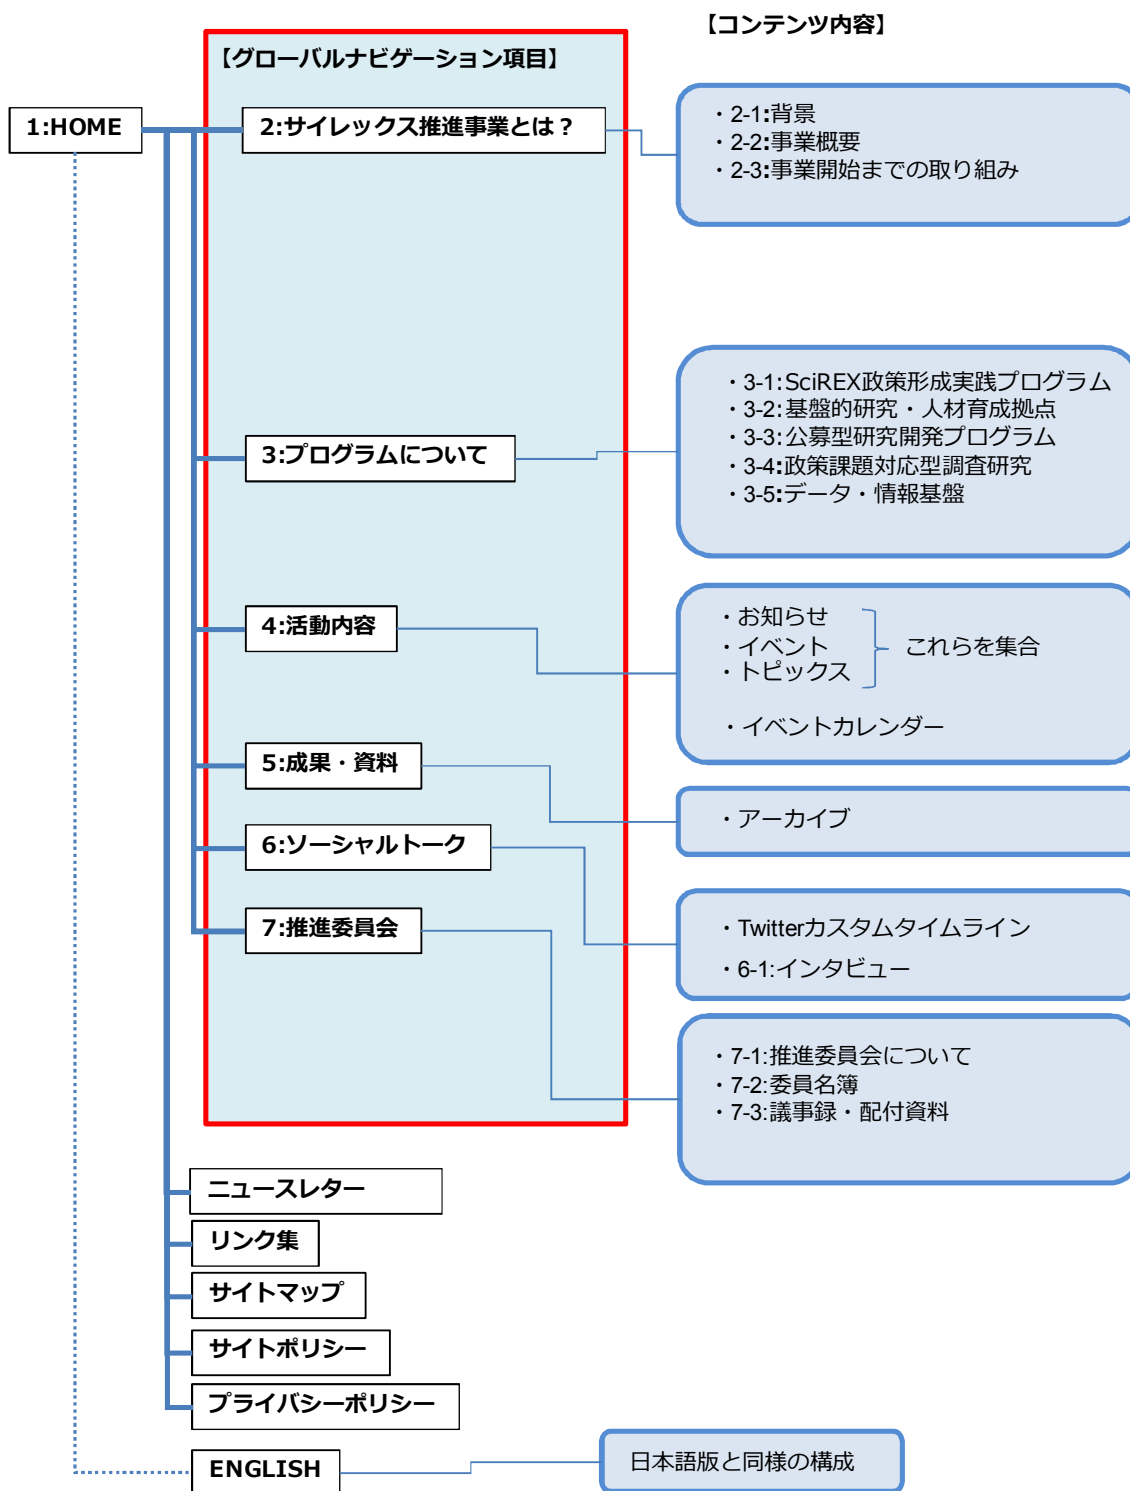 【コンテンツ内容】
【グローバルナビゲーション項目】
1:HOME
2:サイレックス推進事業とは？
・2-1:背景
・2-2:事業概要
・2-3:事業開始までの取り組み
3:プログラムについて
・3-1:SciREX政策形成実践プログラム
・3-2:基盤的研究・人材育成拠点
・3-3:公募型研究開発プログラム
・3-4:政策課題対応型調査研究
・3-5:データ・情報基盤
4:活動内容
・お知らせ
・イベント
・トピックス
これらを集合
・イベントカレンダー
5:成果・資料
・アーカイブ
6:ソーシャルトーク
・Twitterカスタムタイムライン
・6-1:インタビュー
7:推進委員会
・7-1:推進委員会について
・7-2:委員名簿
・7-3:議事録・配付資料
ニュースレター
リンク集
サイトマップ
サイトポリシー
プライバシーポリシー
ENGLISH
日本語版と同様の構成